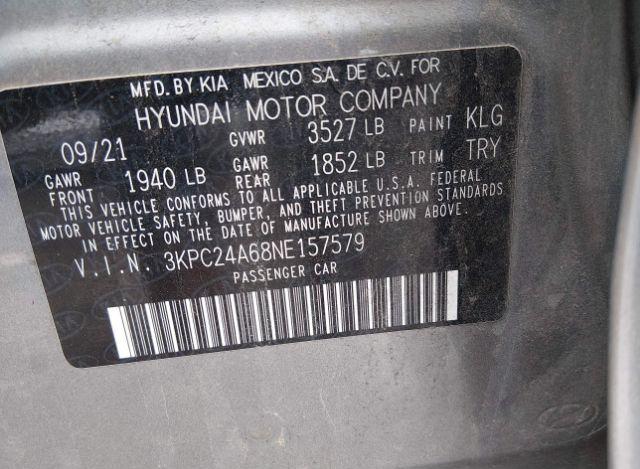 MFD. BY KIA MEXICO S.A. DE C.V. FOR
HYUNDAI MOTOR COMPANY
09/21 GVWR 3527 LB PAINT KLG
GAWR FRONT 1940 LB GAWR REAR 1852 LB TRIM TRY
THIS VEHICLE CONFORMS TO ALL APPLICABLE U.S.A. FEDERAL
MOTOR VEHICLE SAFETY, BUMPER, AND THEFT PREVENTION STANDARDS
IN EFFECT ON THE DATE OF MANUFACTURE SHOWN ABOVE.
V.I.N. 3KPC24A68NE157579
PASSENGER CAR